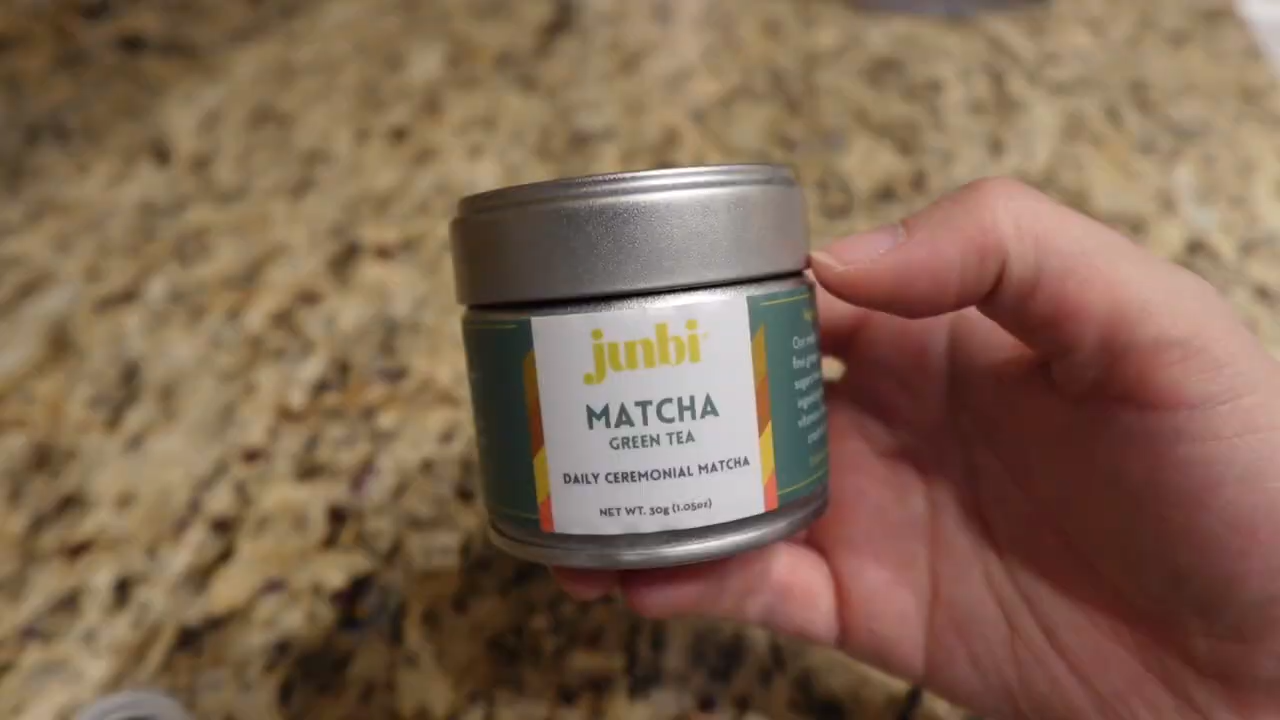 junbi
MATCHA
GREEN TEA
DAILY CEREMONIAL MATCHA
NET WT. 30g (1.05oz)